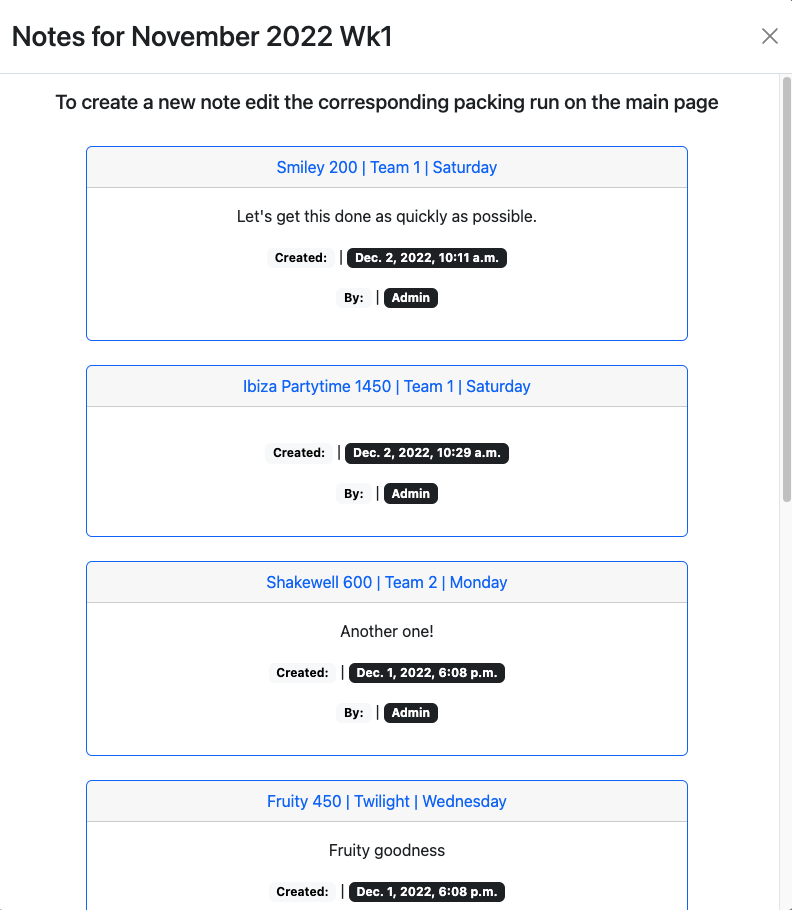 Notes for November 2022 Wk1
To create a new note edit the corresponding packing run on the main page
Smiley 200 | Team 1 | Saturday
Let's get this done as quickly as possible.
Created: | Dec. 2, 2022, 10:11 a.m.
By: | Admin
Ibiza Partytime 1450 | Team 1 | Saturday
Created: | Dec. 2, 2022, 10:29 a.m.
By: | Admin
Shakewell 600 | Team 2 | Monday
Another one!
Created: | Dec. 1, 2022, 6:08 p.m.
By: | Admin
Fruity 450 | Twilight | Wednesday
Fruity goodness
Created: | Dec. 1, 2022, 6:08 p.m.